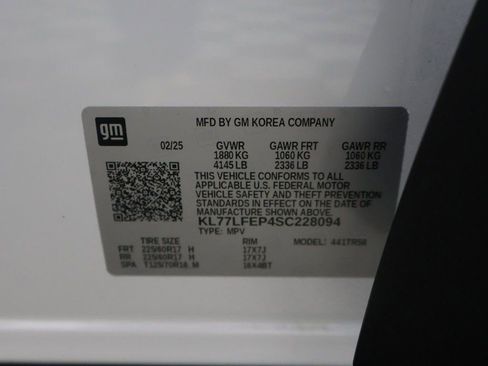 gm
MFD BY GM KOREA COMPANY
02/25 GVWR GAWR FRT GAWR RR
1880 KG 1060 KG 1060 KG
4145 LB 2336 LB 2336 LB
THIS VEHICLE CONFORMS TO ALL
APPLICABLE U.S. FEDERAL MOTOR
VEHICLE SAFETY AND THEFT PREVENTION
STANDARDS IN EFFECT ON THE DATE OF
MANUFACTURE SHOWN ABOVE.
KL77LFEP4SC228094
TYPE: MPV MODEL: 441TR58
TIRE SIZE RIM
FRT 225/60R17 H 17X7J
RR 225/60R17 H 17X7J
SPA T125/70R16 M 16X4BT